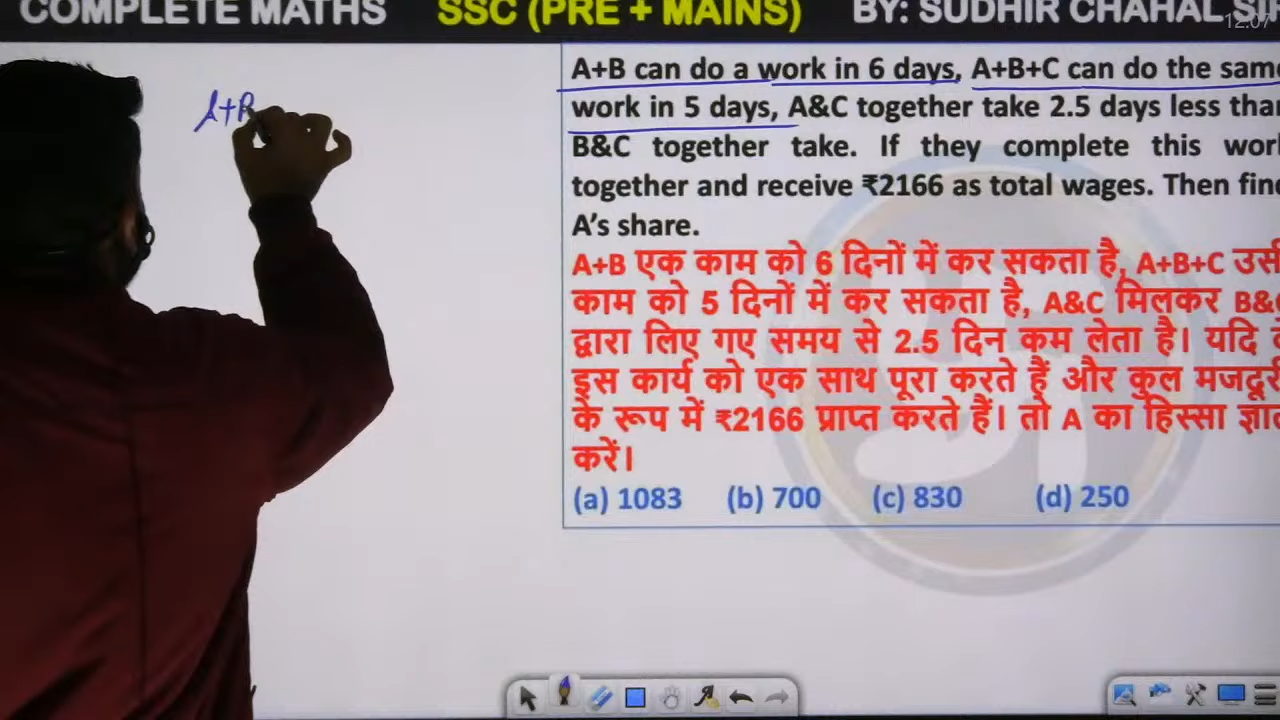 COMPLETE MATHS SSC (PRE + MAINS) BY: SUDHIR CHAHAL SIR
12:07
A+B
A+B can do a work in 6 days, A+B+C can do the same
work in 5 days, A&C together take 2.5 days less than
B&C together take. If they complete this work
together and receive ₹2166 as total wages. Then find
A's share.
A+B एक काम को 6 दिनों में कर सकता है, A+B+C उसी
काम को 5 दिनों में कर सकता है, A&C मिलकर B&C
द्वारा लिए गए समय से 2.5 दिन कम लेता है। यदि वे
इस कार्य को एक साथ पूरा करते हैं और कुल मजदूरी
के रूप में ₹2166 प्राप्त करते हैं। तो A का हिस्सा ज्ञात
करें।
(a) 1083 (b) 700 (c) 830 (d) 250